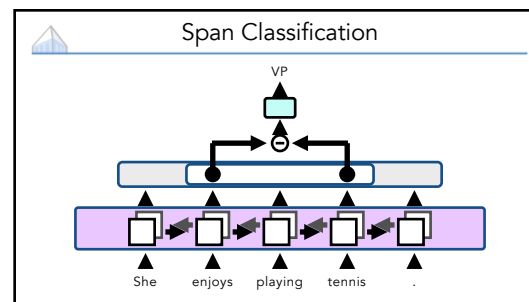 Span Classification
VP
She enjoys playing tennis .